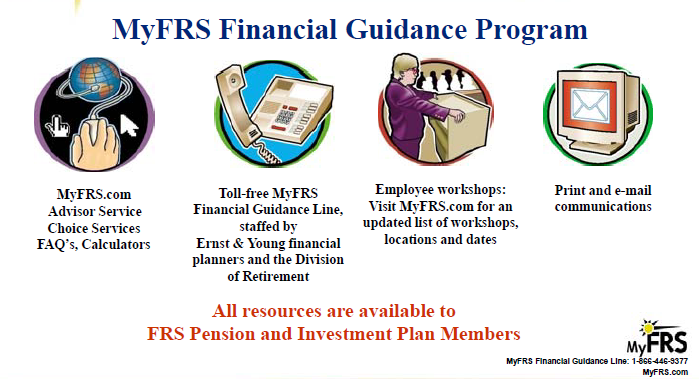 MyFRS Financial Guidance Program
MyFRS.com
Advisor Service
Choice Services
FAQ's, Calculators
Toll-free MyFRS
Financial Guidance Line,
staffed by
Ernst & Young financial
planners and the Division
of Retirement
Employee workshops:
Visit MyFRS.com for an
updated list of workshops,
locations and dates
Print and e-mail
communications
All resources are available to
FRS Pension and Investment Plan Members
MyFRS
MyFRS Financial Guidance Line: 1-866-446-9377
MyFRS.com